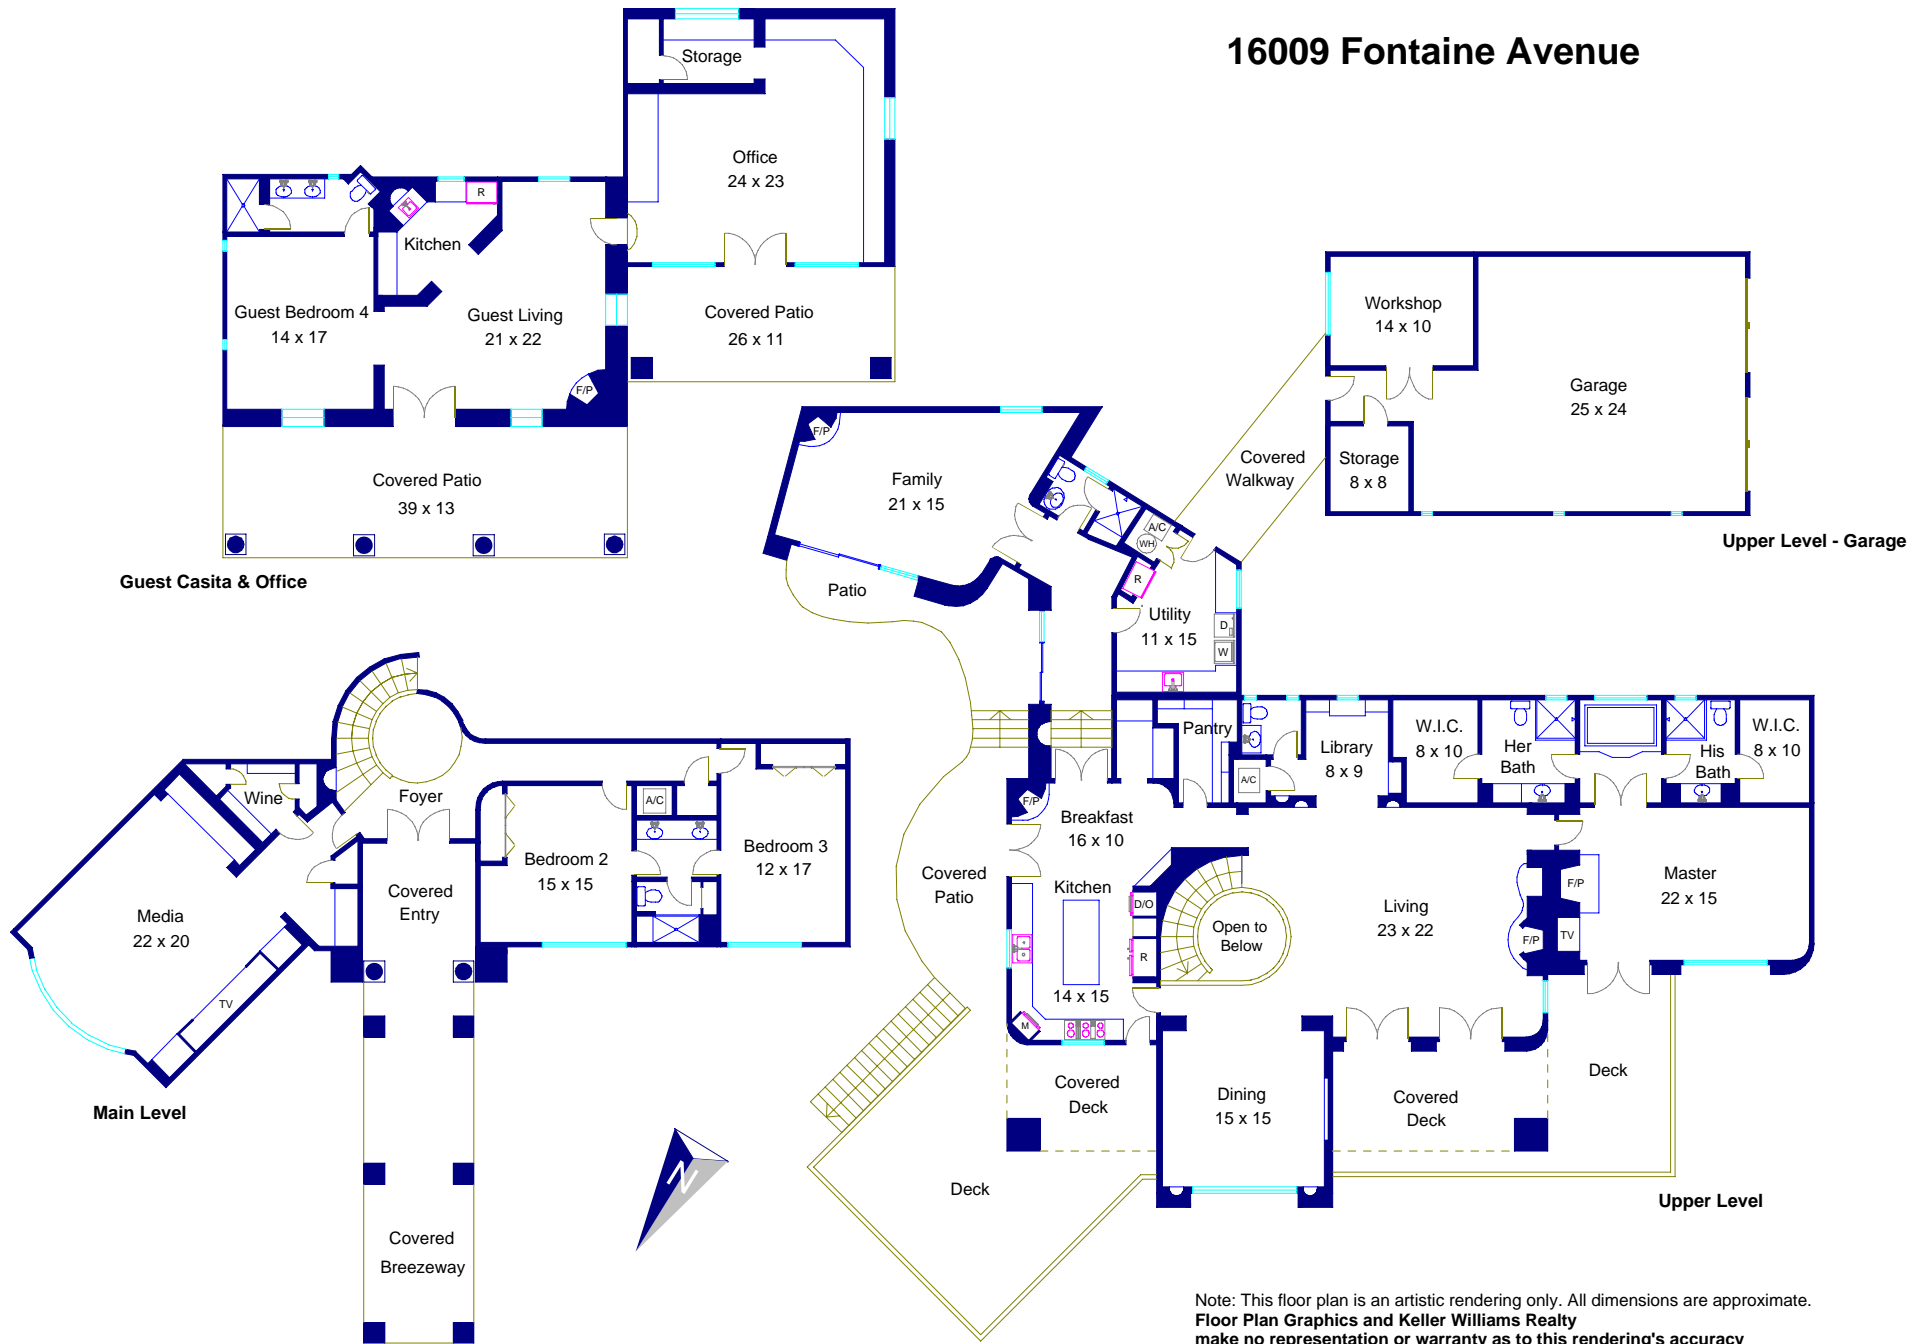 16009 Fontaine Avenue
Storage
Office
24 x 23
R
Kitchen
Guest Bedroom 4
14 x 17
Guest Living
21 x 22
F/P
Covered Patio
26 x 11
Covered Patio
39 x 13
Guest Casita & Office
Workshop
14 x 10
Garage
25 x 24
Storage
8 x 8
Covered
Walkway
Upper Level - Garage
F/P
Family
21 x 15
A/C
WH
R
Utility
11 x 15
D
W
Patio
Pantry
Library
8 x 9
A/C
W.I.C.
8 x 10
Her
Bath
His
Bath
W.I.C.
8 x 10
F/P
Breakfast
16 x 10
Covered
Patio
Kitchen
14 x 15
D/O
R
M
Open to
Below
Living
23 x 22
F/P
F/P
TV
Master
22 x 15
Covered
Deck
Dining
15 x 15
Covered
Deck
Deck
Deck
Upper Level
Wine
Foyer
A/C
Bedroom 2
15 x 15
Bedroom 3
12 x 17
Covered
Entry
Media
22 x 20
TV
Main Level
Covered
Breezeway
N
Note: This floor plan is an artistic rendering only. All dimensions are approximate.
Floor Plan Graphics and Keller Williams Realty
make no representation or warranty as to this rendering's accuracy